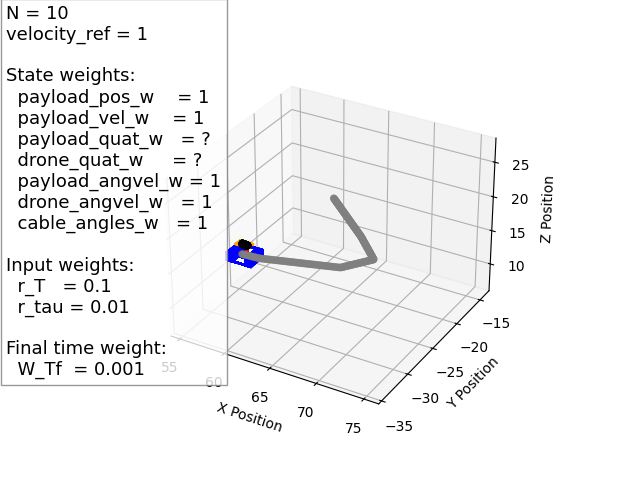 N = 10
velocity_ref = 1
State weights:
payload_pos_w = 1
payload_vel_w = 1
payload_quat_w = ?
drone_quat_w = ?
payload_angvel_w = 1
drone_angvel_w = 1
cable_angles_w = 1
Input weights:
r_T = 0.1
r_tau = 0.01
Final time weight:
W_Tf = 0.001
55
60
65
70
75
X Position
−35
−30
−25
−20
−15
Y Position
10
15
20
25
Z Position